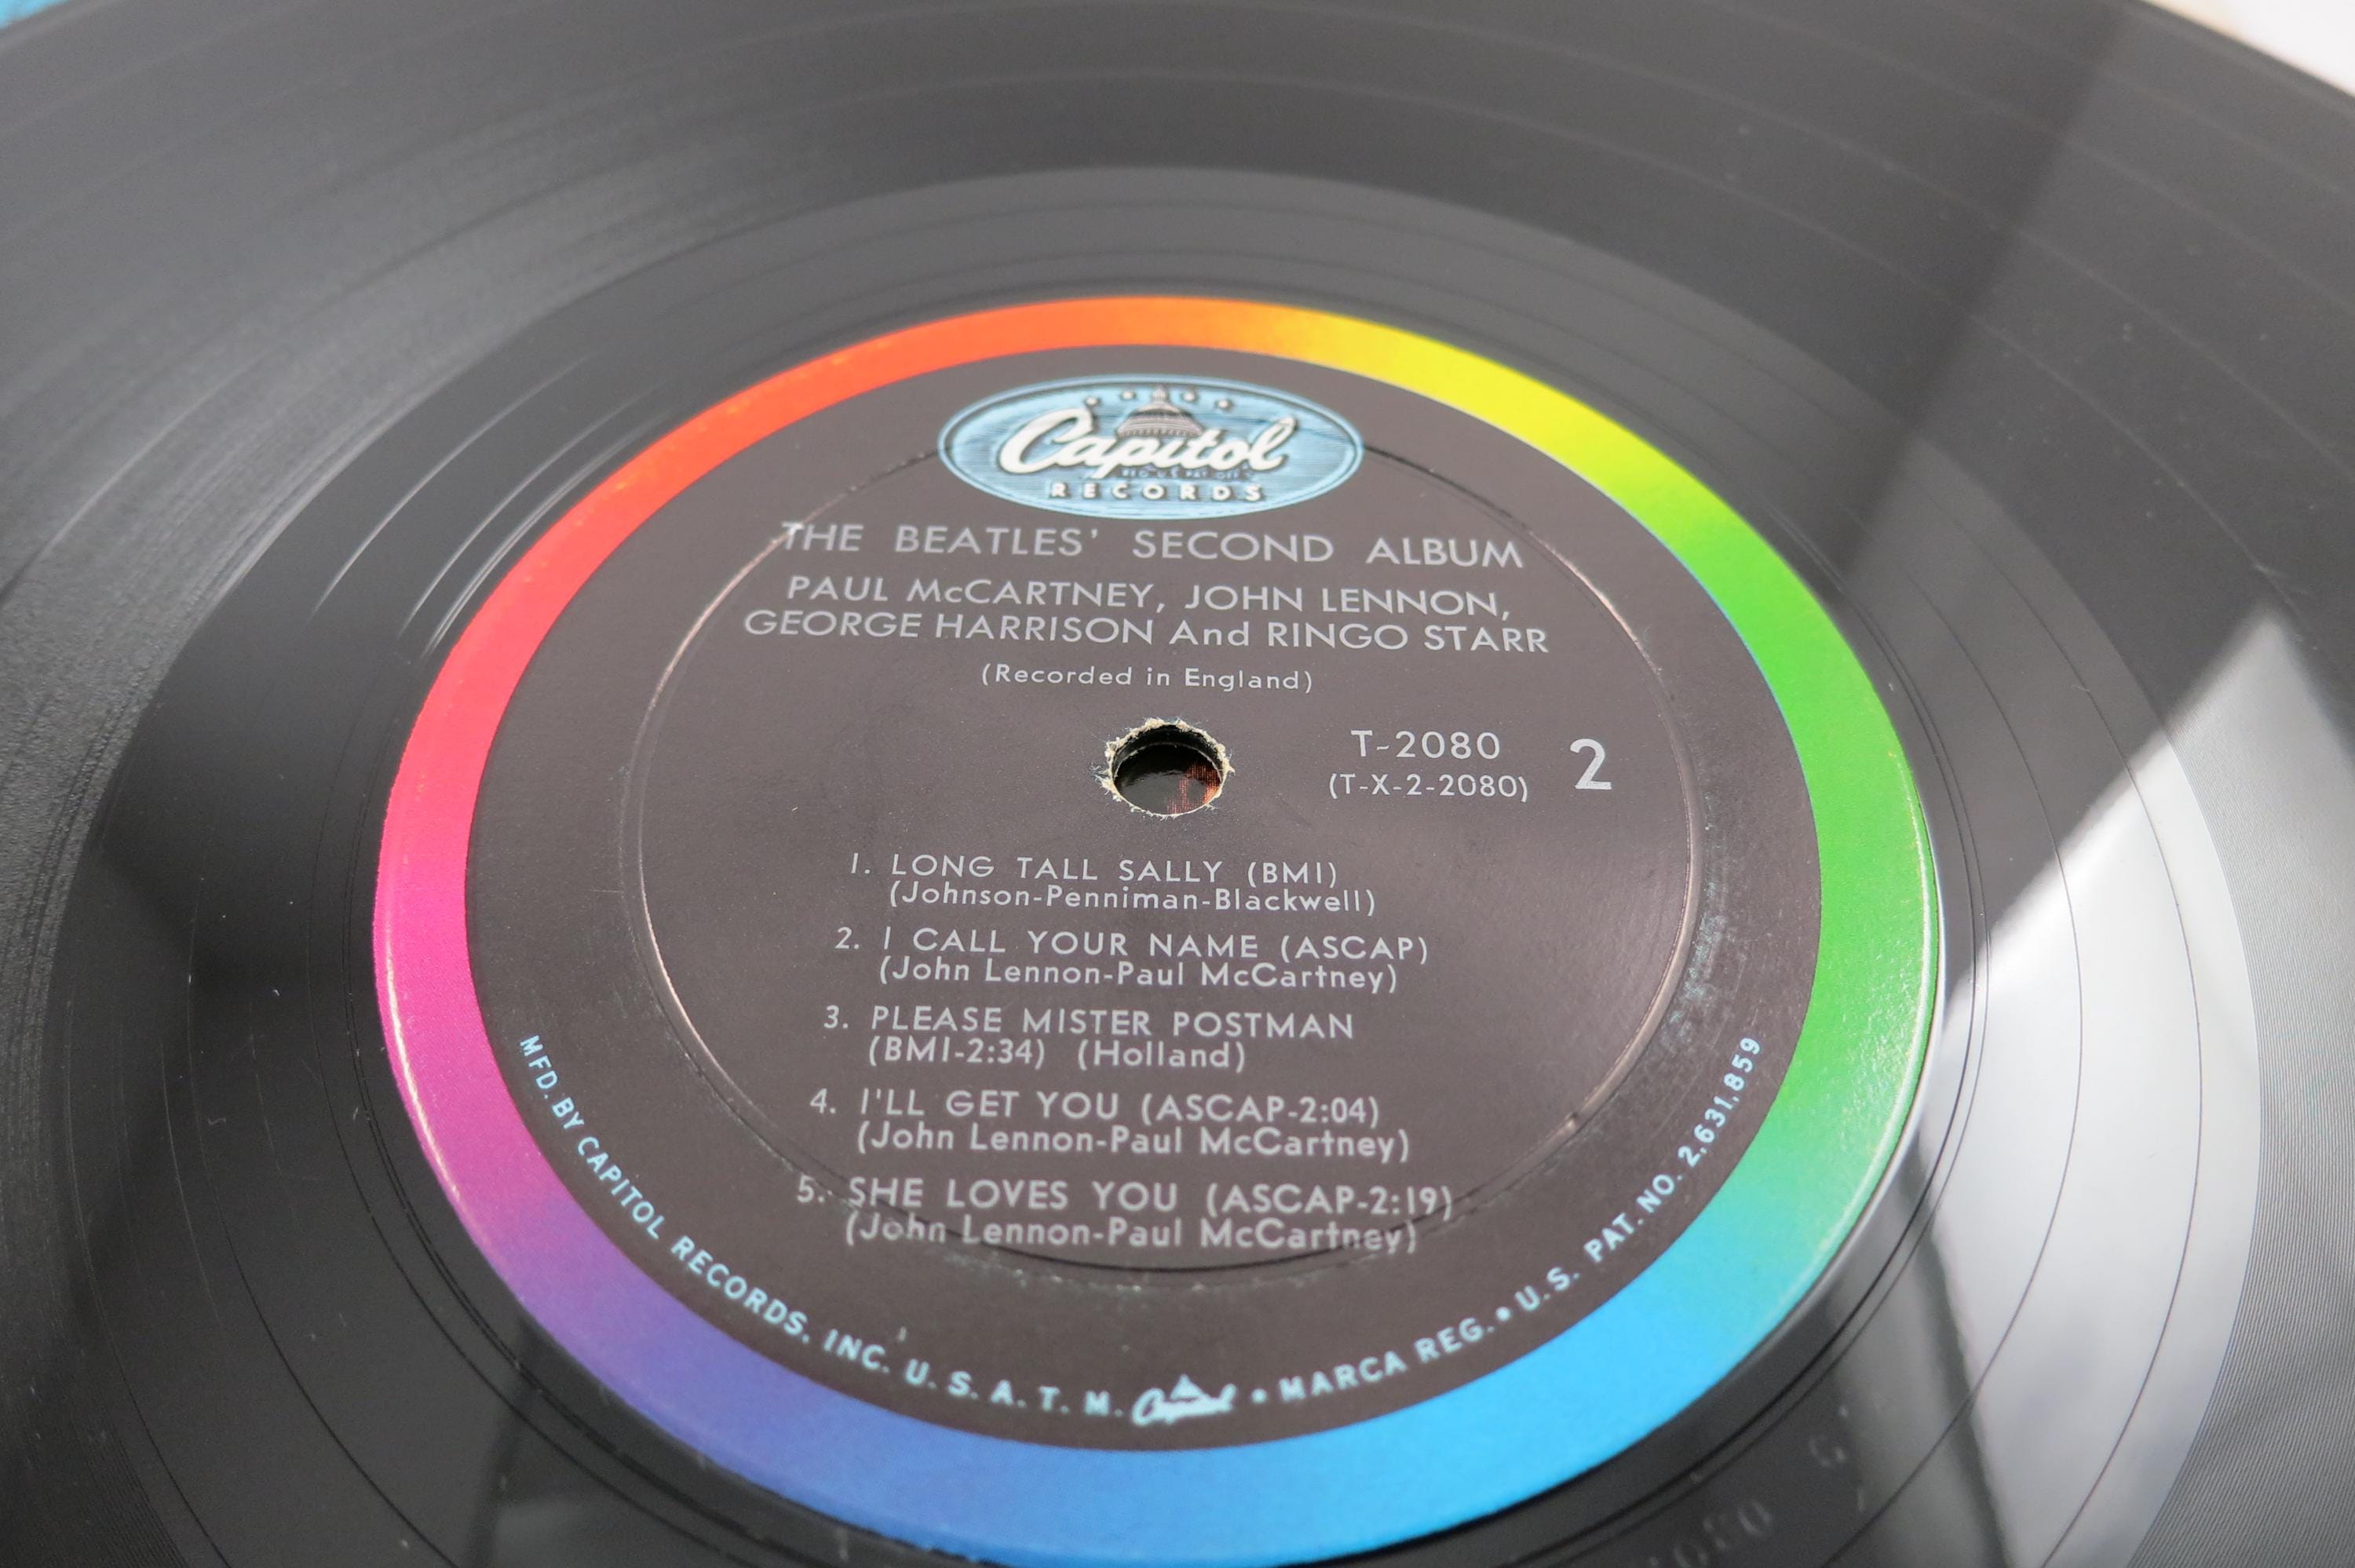 Capitol
RECORDS
THE BEATLES' SECOND ALBUM
PAUL McCARTNEY, JOHN LENNON,
GEORGE HARRISON And RINGO STARR
(Recorded in England)
T-2080
(T-X-2-2080)
2
1. LONG TALL SALLY (BMI)
(Johnson-Penniman-Blackwell)
2. I CALL YOUR NAME (ASCAP)
(John Lennon-Paul McCartney)
3. PLEASE MISTER POSTMAN
(BMI-2:34) (Holland)
4. I'LL GET YOU (ASCAP-2:04)
(John Lennon-Paul McCartney)
5. SHE LOVES YOU (ASCAP-2:19)
(John Lennon-Paul McCartney)
MFD. BY CAPITOL RECORDS, INC. U. S. A. T. M. Capitol • MARCA REG. • U. S. PAT. NO. 2,631,859